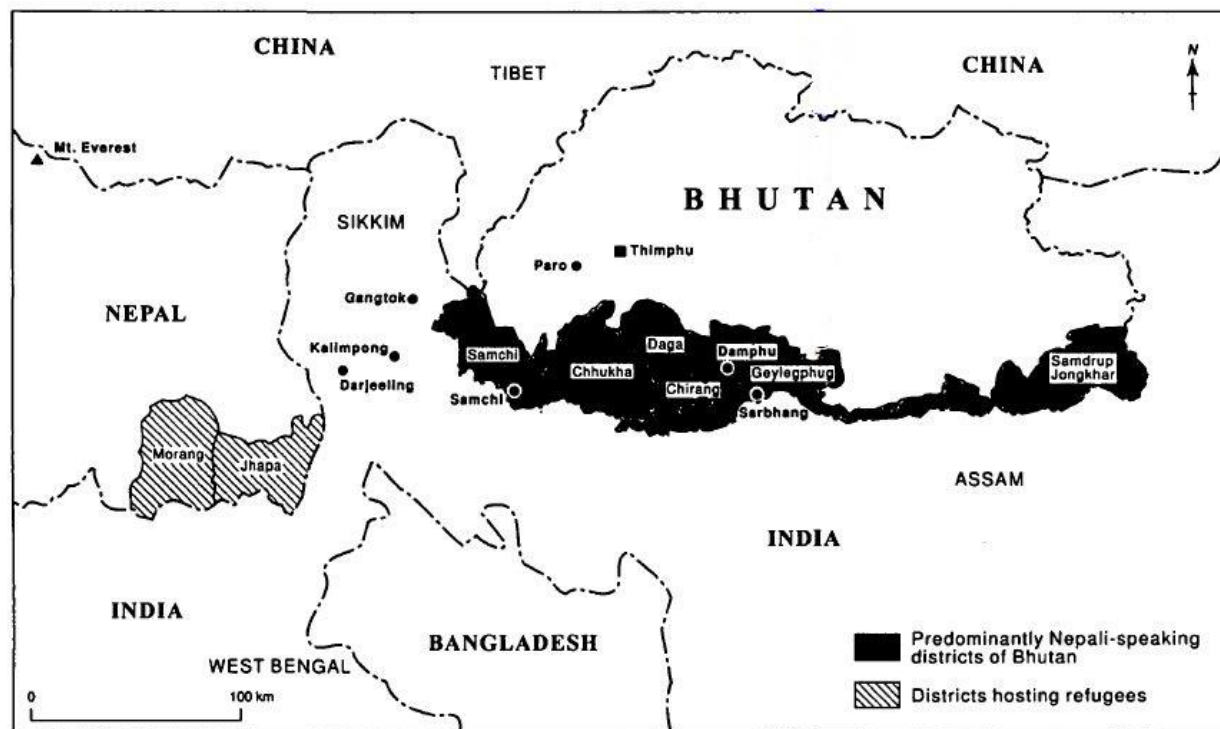 CHINA
TIBET
CHINA
N
Mt. Everest
BHUTAN
SIKKIM
Thimphu
Paro
Gangtok
NEPAL
Kalimpong
Darjeeling
Samchi
Chhukha
Daga
Damphu
Geylegphug
Chirang
Samchi
Sarbhang
Samdrup
Jongkhar
Morang
Jhapa
ASSAM
INDIA
INDIA
BANGLADESH
WEST BENGAL
0 100 km
Predominantly Nepali-speaking
districts of Bhutan
Districts hosting refugees